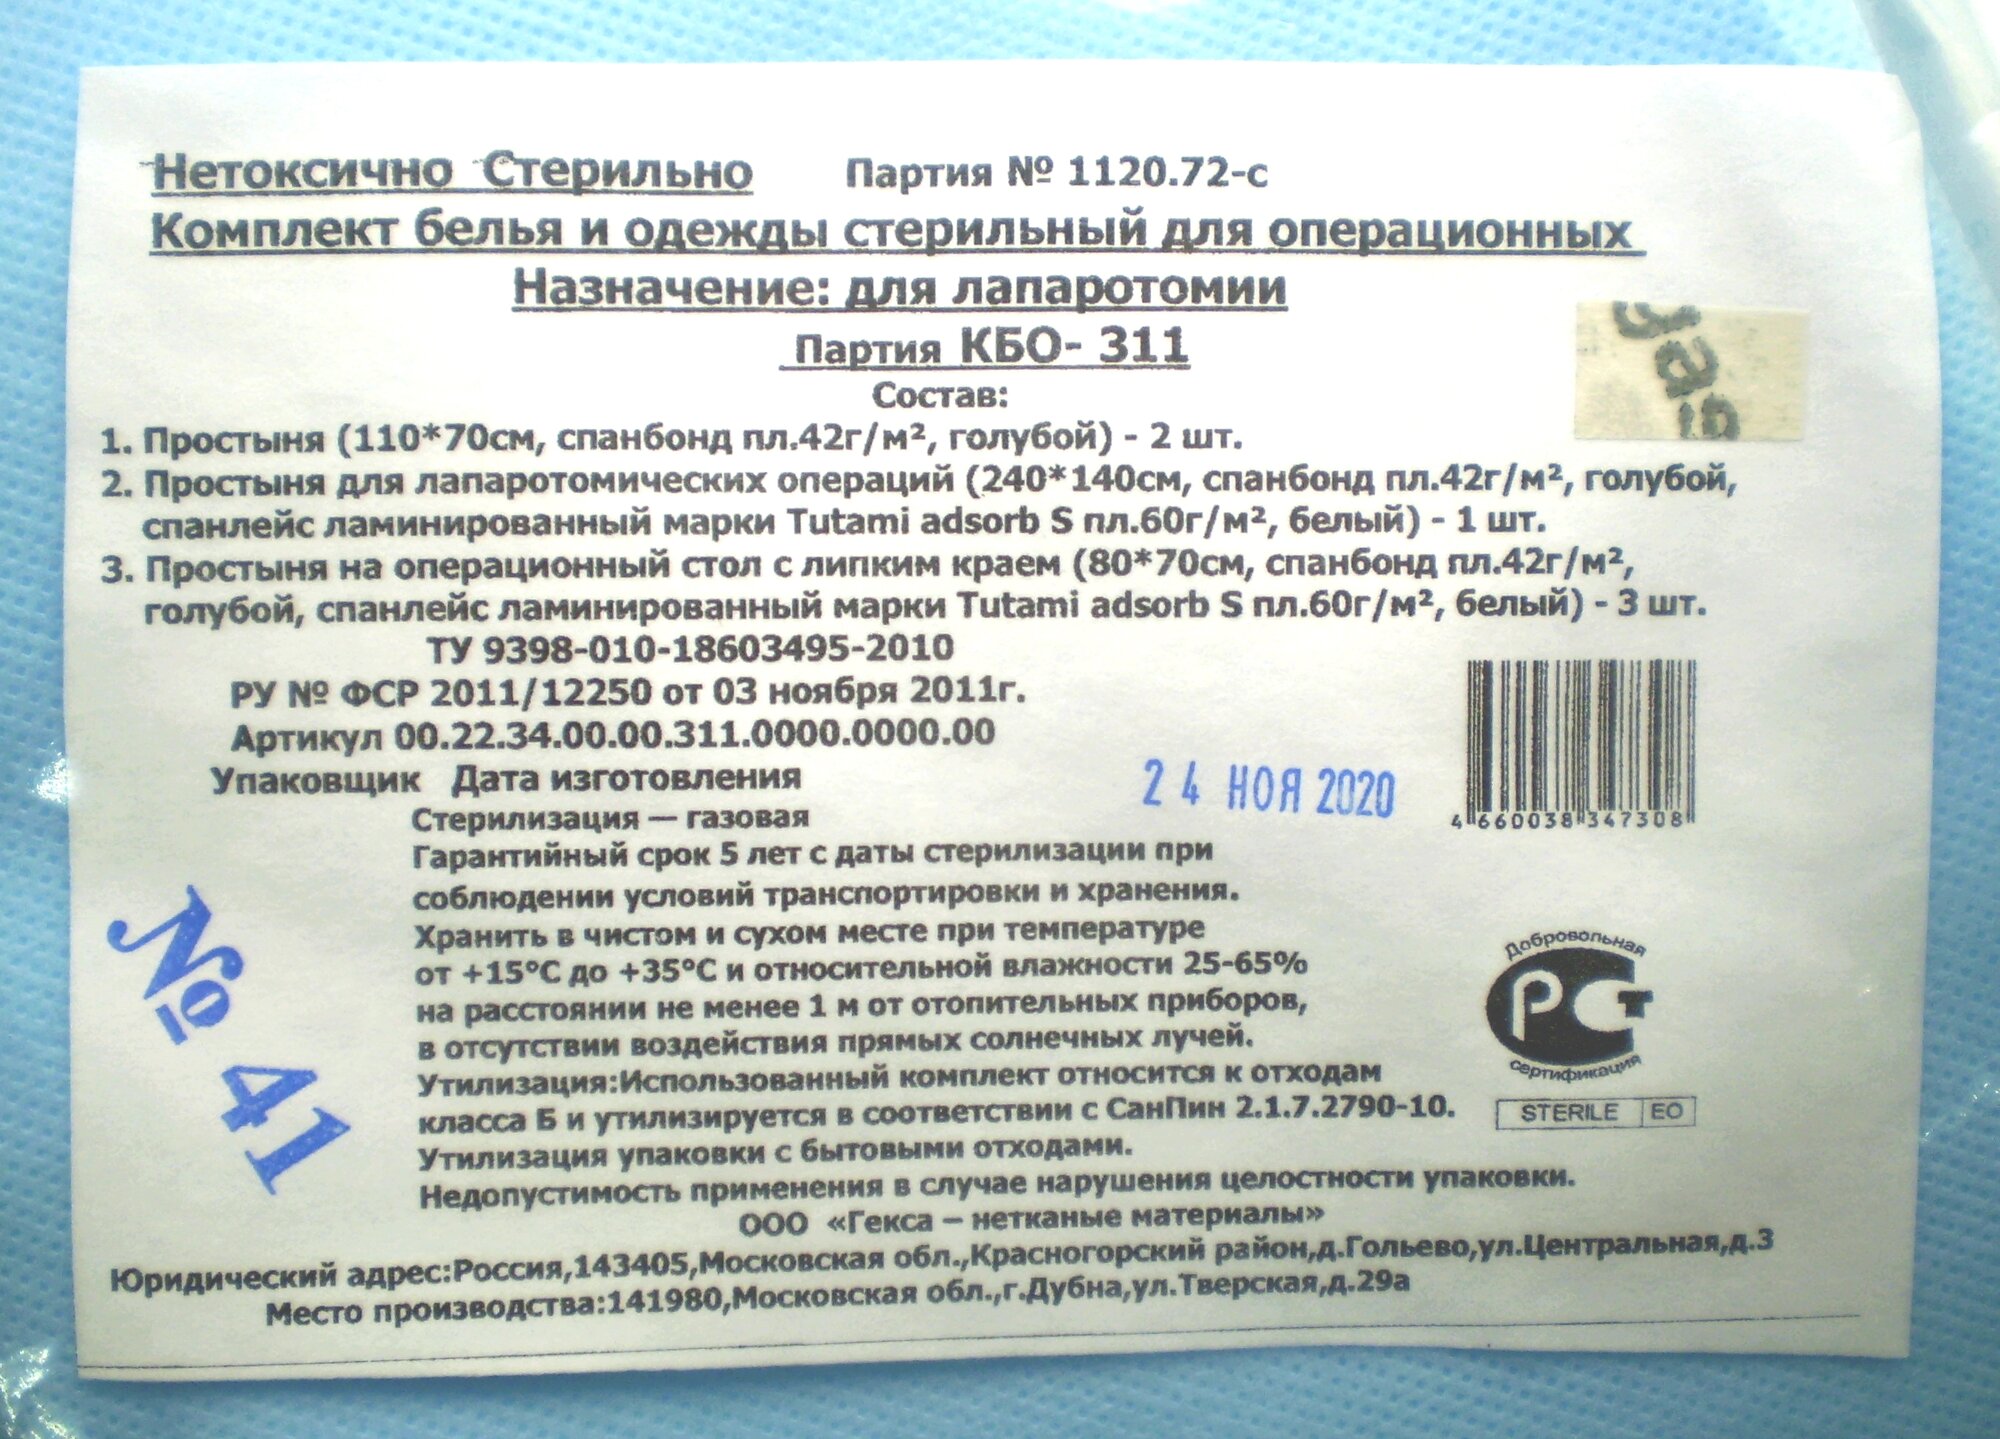 Нетоксично Стерильно Партия № 1120.72-с
Комплект белья и одежды стерильный для операционных
Назначение: для лапаротомии
Партия КБО- 311
Состав:
1. Простыня (110*70см, спанбонд пл.42г/м², голубой) - 2 шт.
2. Простыня для лапаротомических операций (240*140см, спанбонд пл.42г/м², голубой,
спанлейс ламинированный марки Tutami adsorb S пл.60г/м², белый) - 1 шт.
3. Простыня на операционный стол с липким краем (80*70см, спанбонд пл.42г/м²,
голубой, спанлейс ламинированный марки Tutami adsorb S пл.60г/м², белый) - 3 шт.
ТУ 9398-010-18603495-2010
РУ № ФСР 2011/12250 от 03 ноября 2011г.
Артикул 00.22.34.00.00.311.0000.0000.00
Упаковщик Дата изготовления
24 НОЯ 2020
4 660038 347308
Стерилизация — газовая
Гарантийный срок 5 лет с даты стерилизации при
соблюдении условий транспортировки и хранения.
Хранить в чистом и сухом месте при температуре
от +15°С до +35°С и относительной влажности 25-65%
на расстоянии не менее 1 м от отопительных приборов,
в отсутствии воздействия прямых солнечных лучей.
Утилизация:Использованный комплект относится к отходам
класса Б и утилизируется в соответствии с СанПин 2.1.7.2790-10.
Утилизация упаковки с бытовыми отходами.
Недопустимость применения в случае нарушения целостности упаковки.
№ 41
Добровольная
РСТ
сертификация
STERILE EO
ООО «Гекса – нетканые материалы»
Юридический адрес:Россия,143405,Московская обл.,Красногорский район,д.Гольево,ул.Центральная,д.3
Место производства:141980,Московская обл.,г.Дубна,ул.Тверская,д.29а